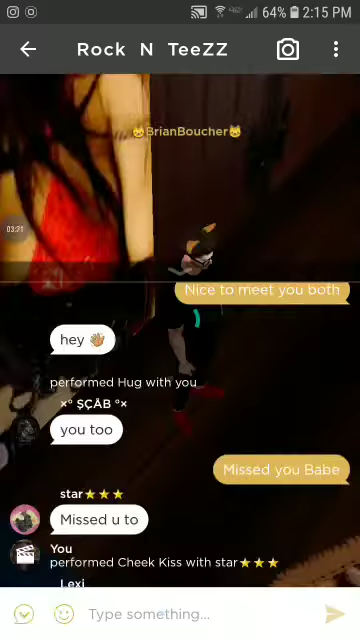 64% 2:15 PM
Rock N TeeZZ
😺BrianBoucher😺
03:21
Nice to meet you both
hey 👋🏼
performed Hug with you
×° ŞÇÅB °×
you too
Missed you Babe
star⭐⭐⭐
Missed u to
You
performed Cheek Kiss with star⭐⭐⭐
Lexi
Type something...